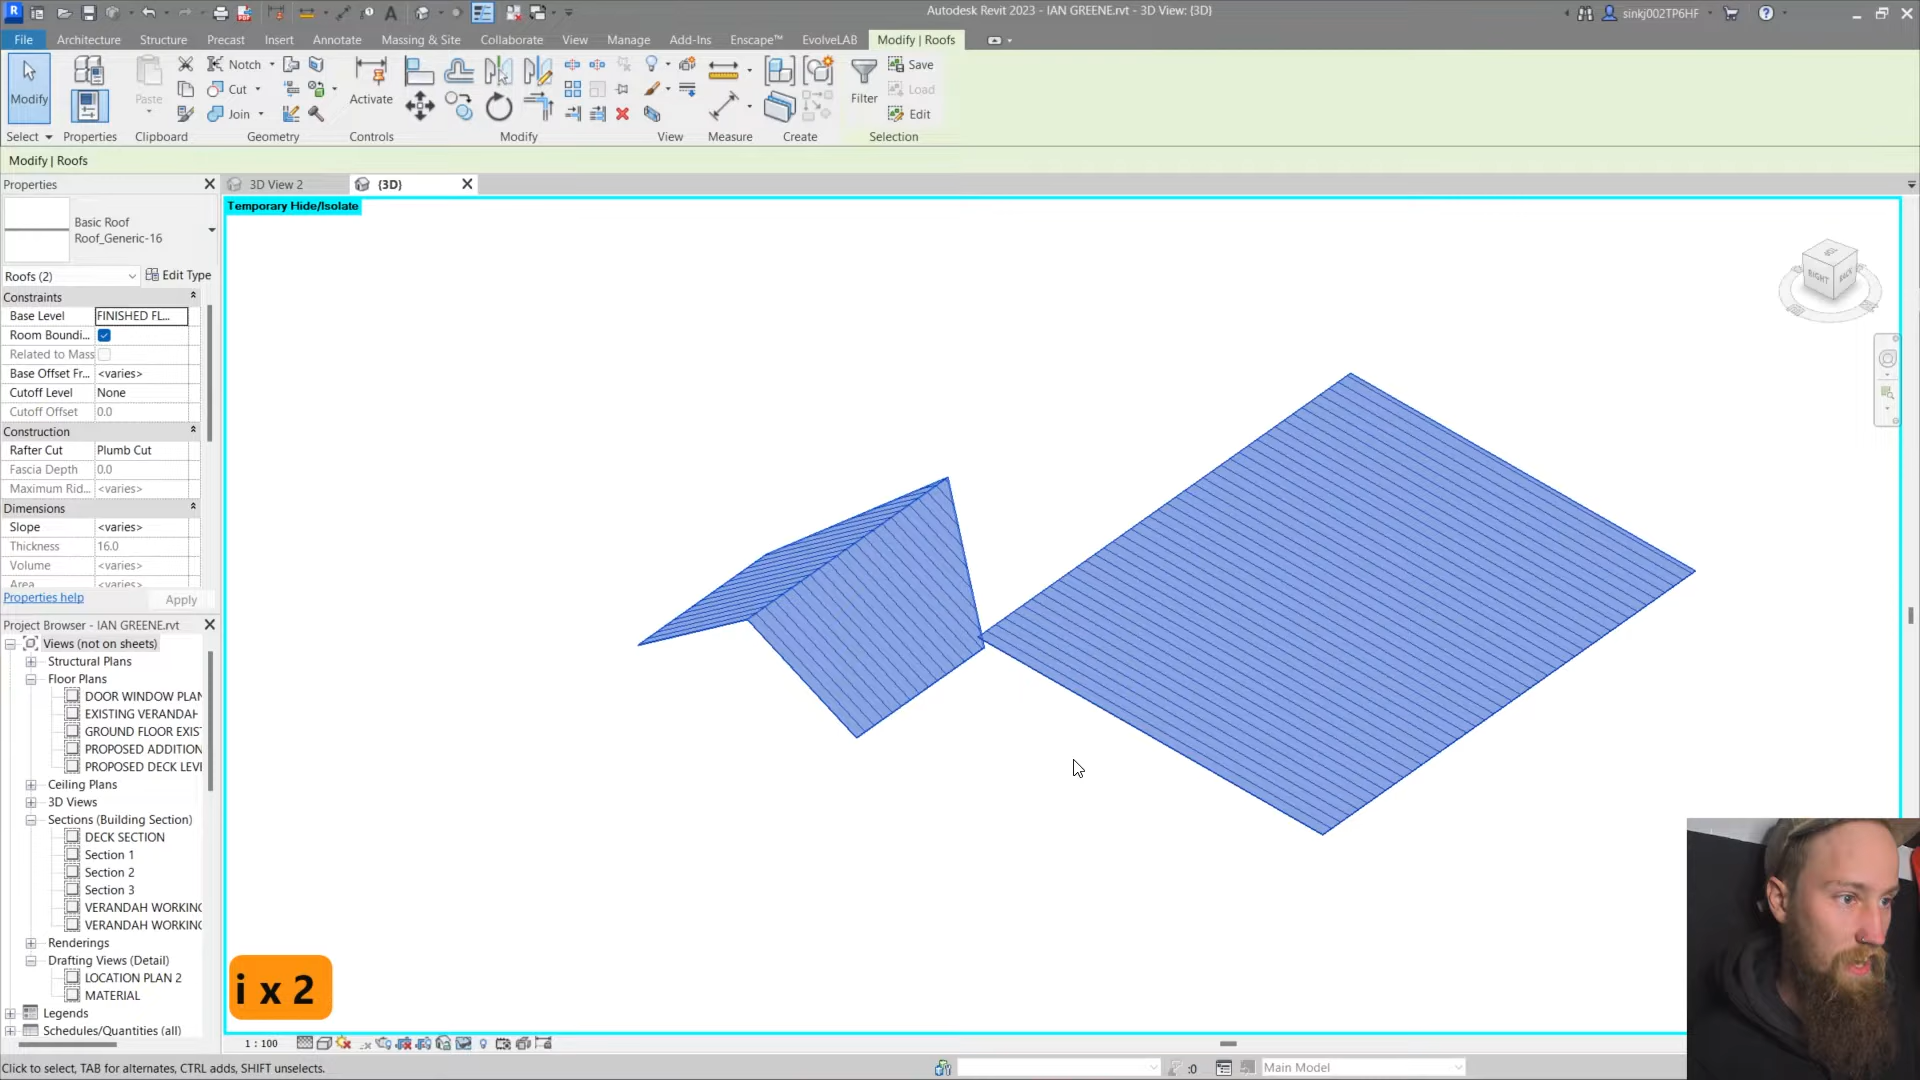 Autodesk Revit 2023 - IAN GREENE.rvt - 3D View: {3D}
sinkj002TP6HF
File Architecture Structure Precast Insert Annotate Massing & Site Collaborate View Manage Add-Ins Enscape™ EvolveLAB Modify | Roofs
Modify
Paste
Notch
Cut
Join
Activate
Filter
Save
Load
Edit
Select Properties Clipboard Geometry Controls Modify View Measure Create Selection
Modify | Roofs
Properties
3D View 2
{3D}
Temporary Hide/Isolate
Basic Roof
Roof_Generic-16
Roofs (2)
Edit Type
Constraints
Base Level FINISHED FL...
Room Boundi...
Related to Mass
Base Offset Fr... <varies>
Cutoff Level None
Cutoff Offset 0.0
Construction
Rafter Cut Plumb Cut
Fascia Depth 0.0
Maximum Rid... <varies>
Dimensions
Slope <varies>
Thickness 16.0
Volume <varies>
Area <varies>
Properties help
Apply
Project Browser - IAN GREENE.rvt
Views (not on sheets)
Structural Plans
Floor Plans
DOOR WINDOW PLAN
EXISTING VERANDAH
GROUND FLOOR EXIS
PROPOSED ADDITION
PROPOSED DECK LEV
Ceiling Plans
3D Views
Sections (Building Section)
DECK SECTION
Section 1
Section 2
Section 3
VERANDAH WORKING
VERANDAH WORKING
Renderings
Drafting Views (Detail)
LOCATION PLAN 2
MATERIAL
Legends
Schedules/Quantities (all)
RIGHT
i x 2
1 : 100
Click to select, TAB for alternates, CTRL adds, SHIFT unselects.
:0
Main Model